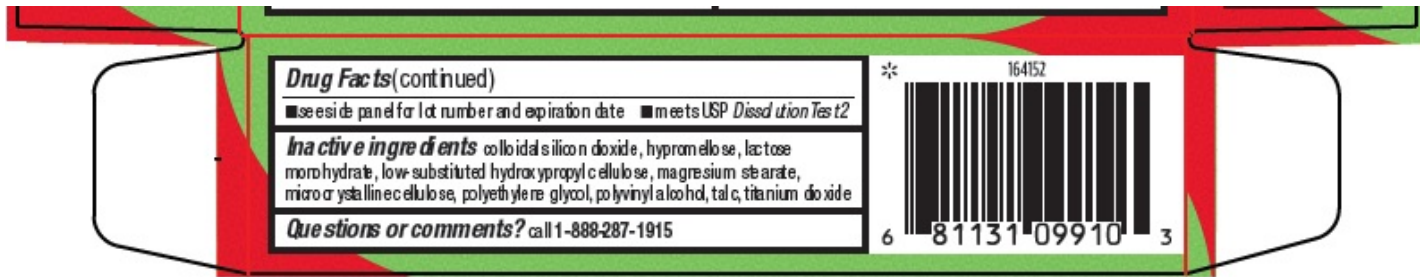 Drug Facts (continued)
■ see side panel for lot number and expiration date ■ meets USP Dissolution Test 2
Inactive ingredients colloidal silicon dioxide, hypromellose, lactose
monohydrate, low-substituted hydroxypropyl cellulose, magnesium stearate,
microcrystalline cellulose, polyethylene glycol, polyvinyl alcohol, talc, titanium dioxide
Questions or comments? call 1-888-287-1915
* 164152
6 81131 09910 3